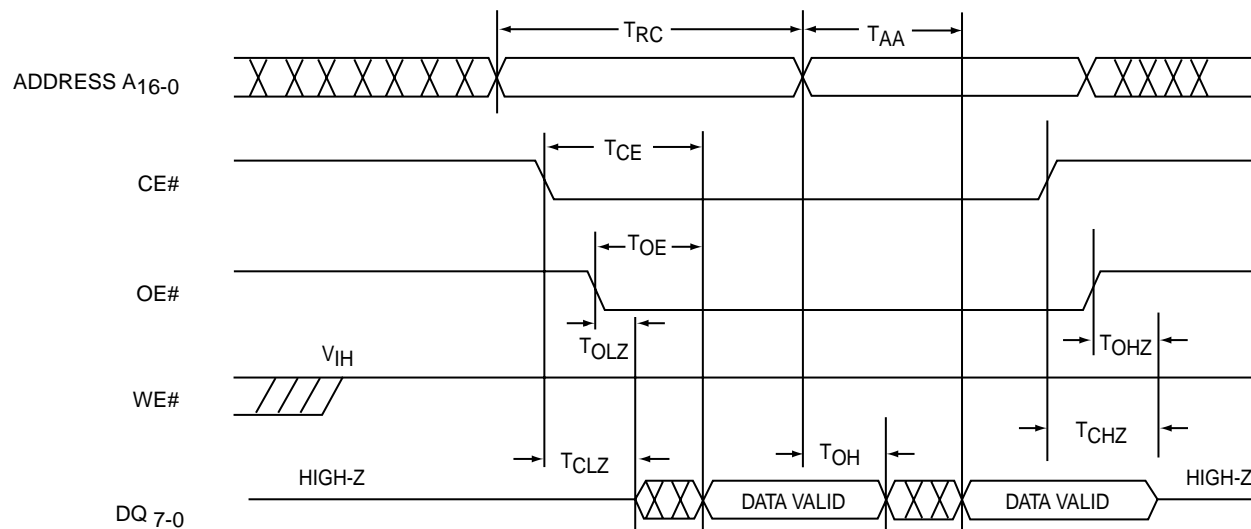 TRC TAA
ADDRESS A16-0
TCE
CE#
TOE
OE#
TOLZ TOHZ
VIH
WE#
TCLZ TOH TCHZ
HIGH-Z HIGH-Z
DQ 7-0 DATA VALID DATA VALID